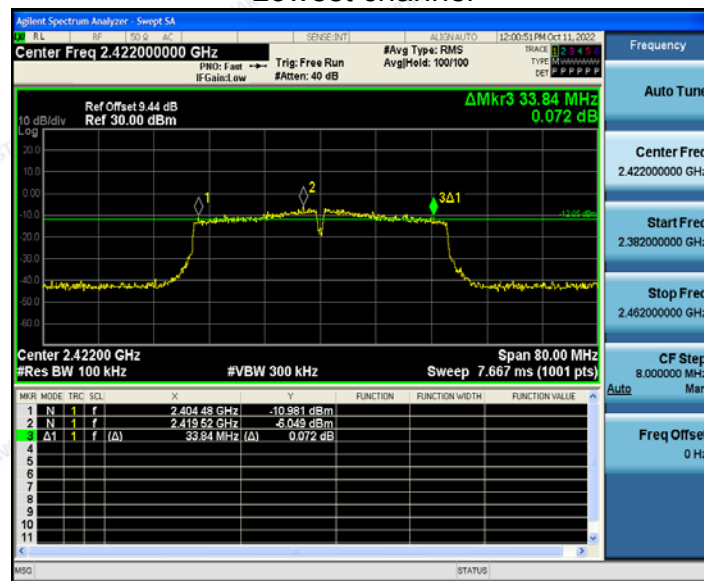 Lowest channel
Agilent Spectrum Analyzer - Swept SA
RL RF 50 Ω AC SENSE:INT ALIGNAUTO 12:00:51 PM Oct 11, 2022
Center Freq 2.422000000 GHz
PNO: Fast
IFGain:Low
Trig: Free Run
#Atten: 40 dB
#Avg Type: RMS
Avg|Hold: 100/100
TRACE 1 2 3 4 5 6
TYPE M
DET P P P P P P
Frequency
Ref Offset 9.44 dB
10 dB/div Ref 30.00 dBm
Log
ΔMkr3 33.84 MHz
0.072 dB
20.0
10.0
0.00
-10.0
-20.0
-30.0
-40.0
-50.0
-60.0
1
2
3Δ1
-12.05 dBm
Center 2.42200 GHz Span 80.00 MHz
#Res BW 100 kHz #VBW 300 kHz Sweep 7.667 ms (1001 pts)
MKR MODE TRC SCL X Y FUNCTION FUNCTION WIDTH FUNCTION VALUE
1 N 1 f 2.404 48 GHz -10.981 dBm
2 N 1 f 2.419 52 GHz -6.049 dBm
3 Δ1 1 f (Δ) 33.84 MHz (Δ) 0.072 dB
4
5
6
7
8
9
10
11
MSG STATUS
Auto Tune
Center Freq
2.422000000 GHz
Start Freq
2.382000000 GHz
Stop Freq
2.462000000 GHz
CF Step
8.000000 MHz
Auto Man
Freq Offset
0 Hz